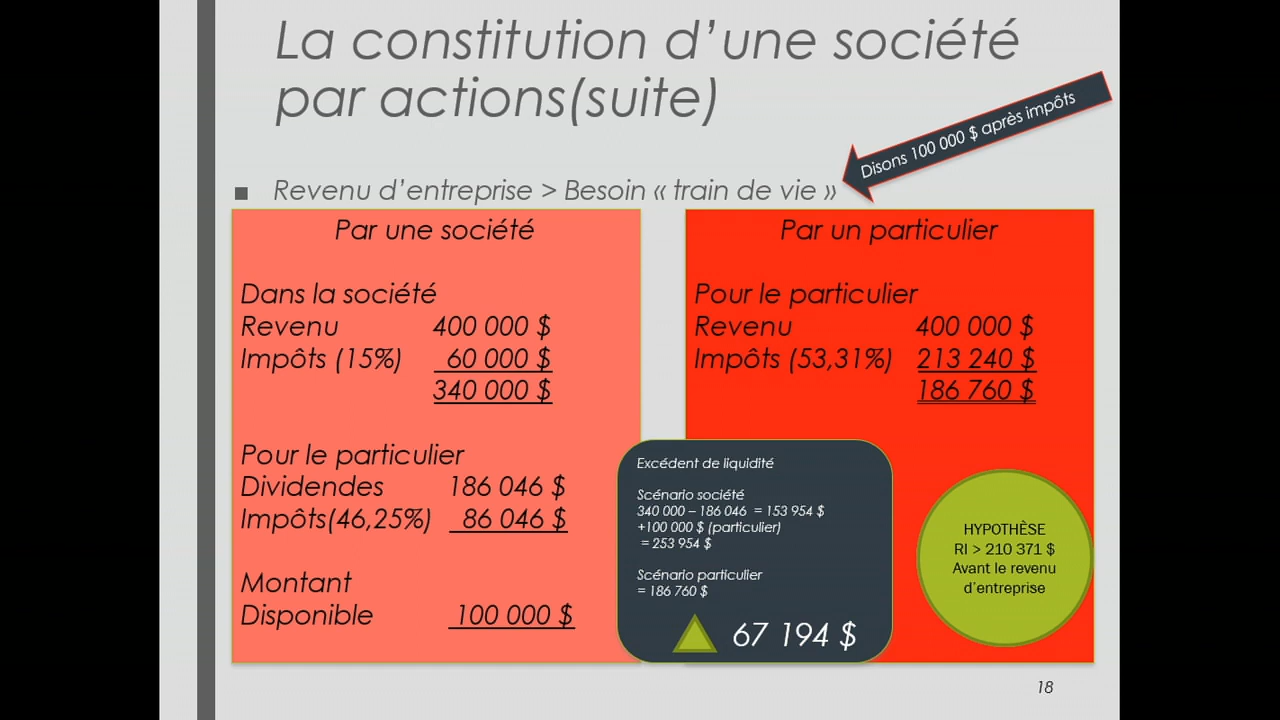 La constitution d’une société
par actions(suite)
Disons 100 000 $ après impôts
■ Revenu d’entreprise > Besoin « train de vie »
Par une société
Dans la société
Revenu 400 000 $
Impôts (15%) 60 000 $
340 000 $
Pour le particulier
Dividendes 186 046 $
Impôts(46,25%) 86 046 $
Montant
Disponible 100 000 $
Par un particulier
Pour le particulier
Revenu 400 000 $
Impôts (53,31%) 213 240 $
186 760 $
Excédent de liquidité
Scénario société
340 000 – 186 046 = 153 954 $
+100 000 $ (particulier)
= 253 954 $
Scénario particulier
= 186 760 $
67 194 $
HYPOTHÈSE
RI > 210 371 $
Avant le revenu
d’entreprise
18